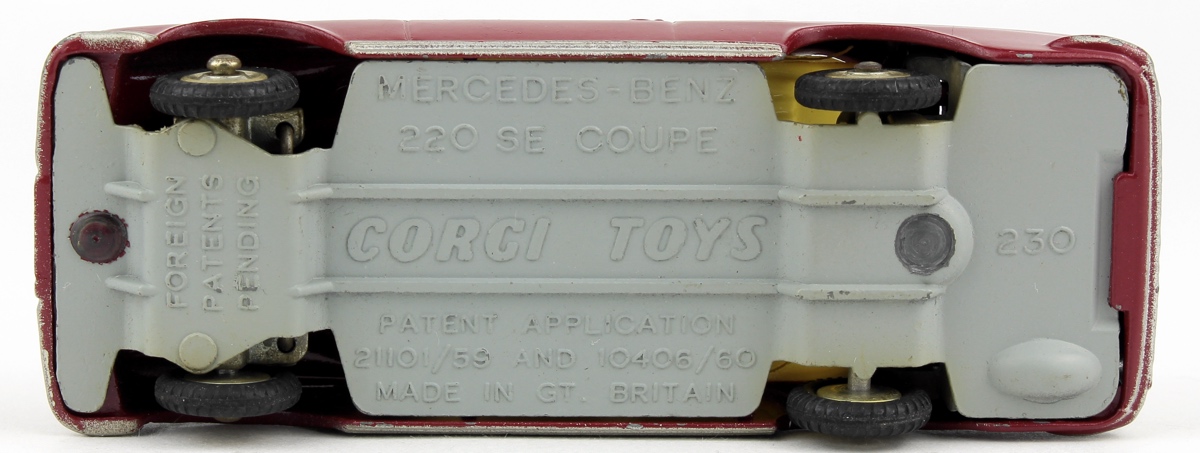 MERCEDES-BENZ
220 SE COUPE
FOREIGN
PATENTS
PENDING
CORGI TOYS
230
PATENT APPLICATION
21101/59 AND 10406/60
MADE IN GT. BRITAIN